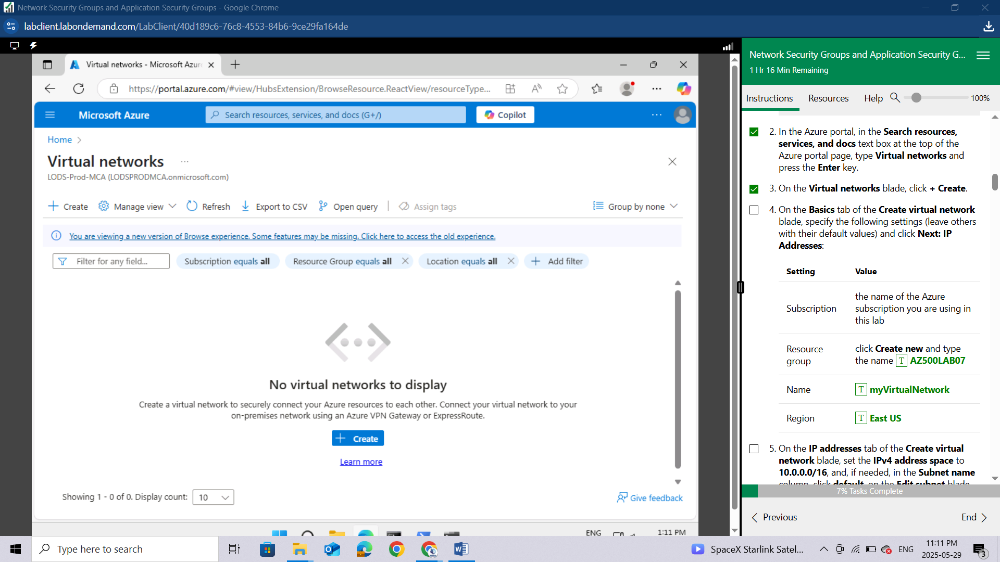 Network Security Groups and Application Security Groups - Google Chrome
labclient.labondemand.com/LabClient/40d189c6-76c8-4553-84b6-9ce29fa164de
Virtual networks - Microsoft Azure
https://portal.azure.com/#view/HubsExtension/BrowseResource.ReactView/resourceType...
Microsoft Azure
Search resources, services, and docs (G+/)
Copilot
Home
Virtual networks
LODS-Prod-MCA (LODSPRODMCA.onmicrosoft.com)
Create
Manage view
Refresh
Export to CSV
Open query
Assign tags
Group by none
You are viewing a new version of Browse experience. Some features may be missing. Click here to access the old experience.
Filter for any field...
Subscription equals all
Resource Group equals all
Location equals all
Add filter
No virtual networks to display
Create a virtual network to securely connect your Azure resources to each other. Connect your virtual network to your
on-premises network using an Azure VPN Gateway or ExpressRoute.
Create
Learn more
Showing 1 - 0 of 0. Display count: 10
Give feedback
ENG
1:11 PM
Network Security Groups and Application Security G...
1 Hr 16 Min Remaining
Instructions
Resources
Help
100%
2. In the Azure portal, in the Search resources,
services, and docs text box at the top of the
Azure portal page, type Virtual networks and
press the Enter key.
3. On the Virtual networks blade, click + Create.
4. On the Basics tab of the Create virtual network
blade, specify the following settings (leave others
with their default values) and click Next: IP
Addresses:
Setting Value
Subscription
the name of the Azure
subscription you are using in
this lab
Resource
group
click Create new and type
the name T AZ500LAB07
Name T myVirtualNetwork
Region T East US
5. On the IP addresses tab of the Create virtual
network blade, set the IPv4 address space to
10.0.0.0/16, and, if needed, in the Subnet name
column, click default, on the Edit subnet blade
7% Tasks Complete
Previous
End
Type here to search
SpaceX Starlink Satel...
ENG
11:11 PM
2025-05-29
3